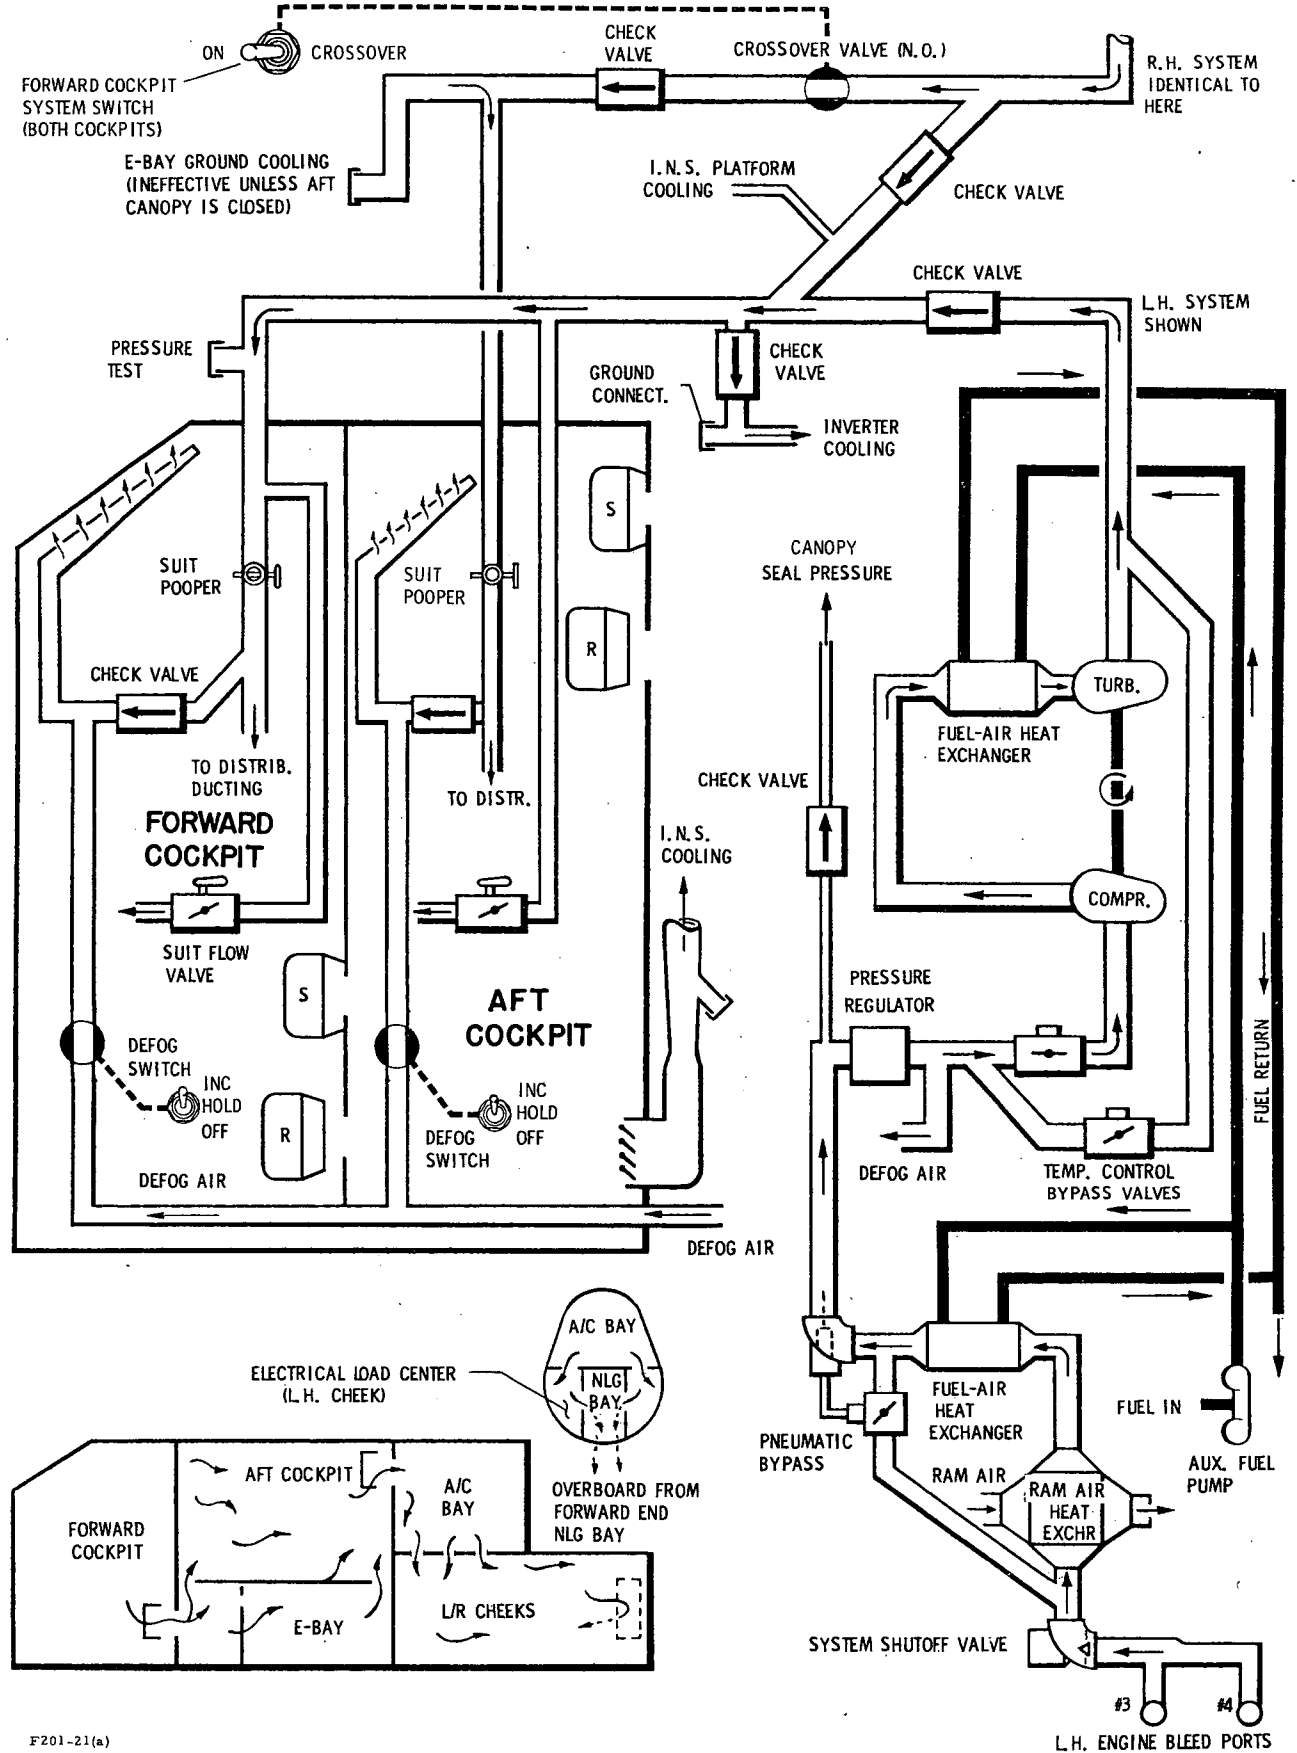 CHECK
VALVE
CROSSOVER VALVE (N.O.)
ON
CROSSOVER
R.H. SYSTEM
IDENTICAL TO
HERE
FORWARD COCKPIT
SYSTEM SWITCH
(BOTH COCKPITS)
E-BAY GROUND COOLING
(INEFFECTIVE UNLESS AFT
CANOPY IS CLOSED)
I.N.S. PLATFORM
COOLING
CHECK VALVE
CHECK VALVE
L.H. SYSTEM
SHOWN
PRESSURE
TEST
CHECK
VALVE
GROUND
CONNECT.
INVERTER
COOLING
S
CANOPY
SEAL PRESSURE
SUIT
POOPER
SUIT
POOPER
R
CHECK VALVE
TURB.
FUEL-AIR HEAT
EXCHANGER
TO DISTRIB.
DUCTING
TO DISTR.
CHECK VALVE
FORWARD
COCKPIT
I.N.S.
COOLING
COMPR.
SUIT FLOW
VALVE
S
AFT
COCKPIT
PRESSURE
REGULATOR
FUEL RETURN
DEFOG
SWITCH
INC
HOLD
OFF
INC
HOLD
OFF
R
DEFOG
SWITCH
DEFOG AIR
DEFOG AIR
TEMP. CONTROL
BYPASS VALVES
DEFOG AIR
A/C BAY
ELECTRICAL LOAD CENTER
(L.H. CHEEK)
NLG
BAY
FUEL-AIR
HEAT
EXCHANGER
FUEL IN
PNEUMATIC
BYPASS
AUX. FUEL
PUMP
RAM AIR
RAM AIR
HEAT
EXCHR
AFT COCKPIT
A/C
BAY
OVERBOARD FROM
FORWARD END
NLG BAY
FORWARD
COCKPIT
E-BAY
L/R CHEEKS
SYSTEM SHUTOFF VALVE
#3
#4
L.H. ENGINE BLEED PORTS
F201-21(a)